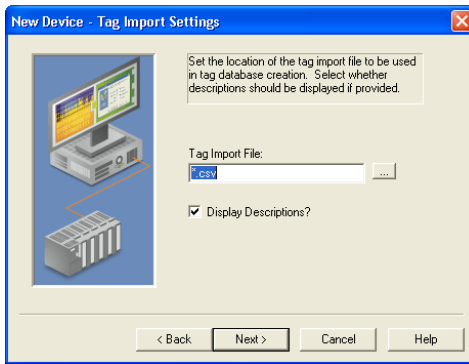 New Device - Tag Import Settings
Set the location of the tag import file to be used
in tag database creation. Select whether
descriptions should be displayed if provided.
Tag Import File:
*.csv
...
Display Descriptions?
< Back
Next >
Cancel
Help